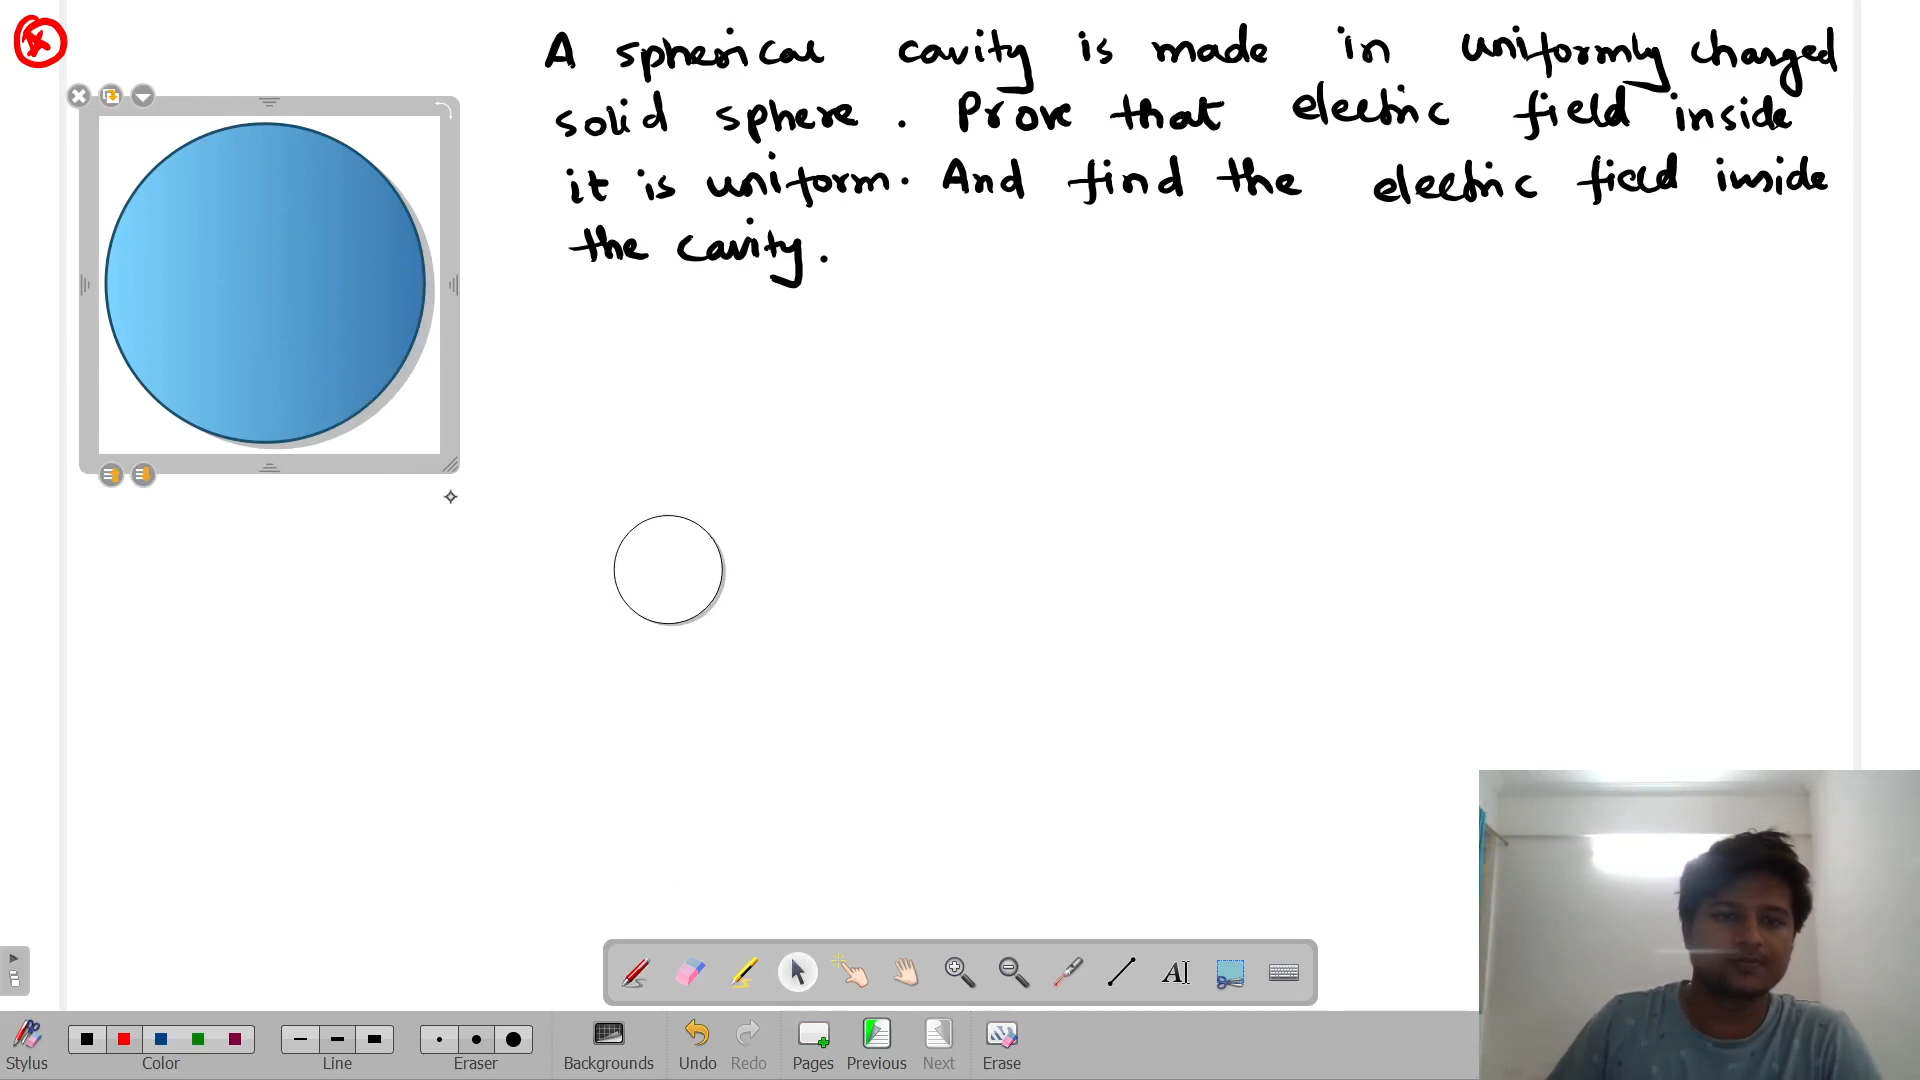 A spherical cavity is made in uniformly charged
solid sphere. Prove that electric field inside
it is uniform. And find the electric field inside
the cavity.
Stylus
Color
Line
Eraser
Backgrounds
Undo
Redo
Pages
Previous
Next
Erase